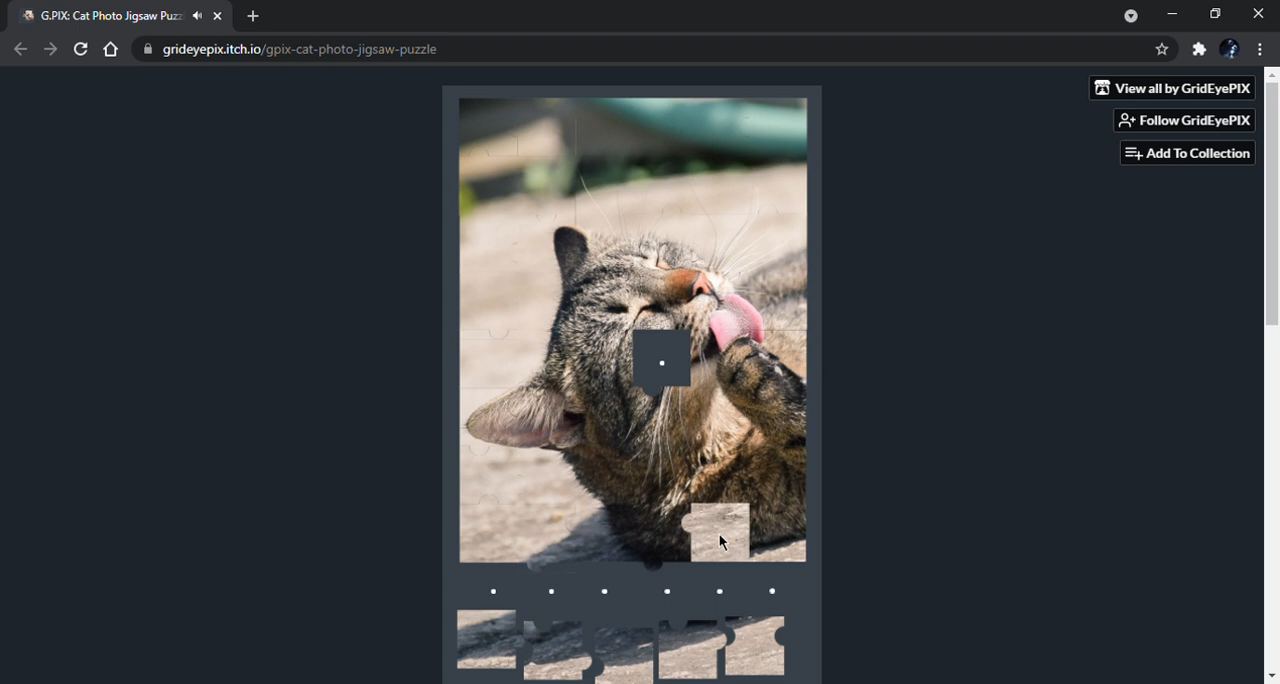 G.PIX: Cat Photo Jigsaw Puzz
grideyepix.itch.io/gpix-cat-photo-jigsaw-puzzle
View all by GridEyePIX
Follow GridEyePIX
Add To Collection